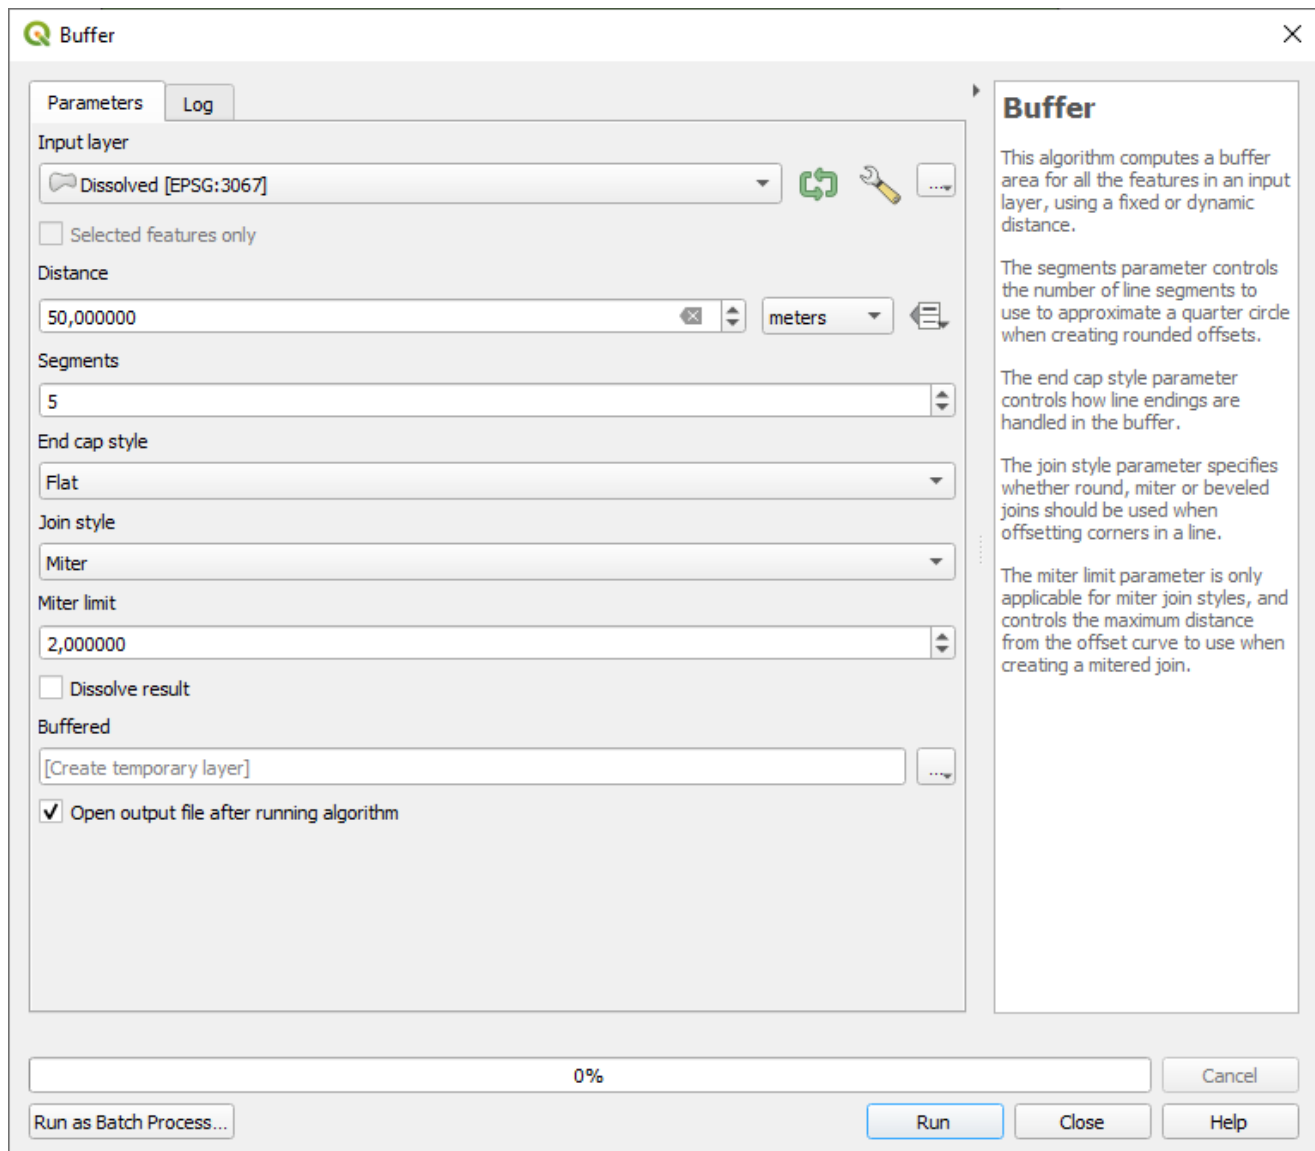 Buffer
Parameters
Log
Input layer
Dissolved [EPSG:3067]
...
Selected features only
Distance
50,000000
meters
Segments
5
End cap style
Flat
Join style
Miter
Miter limit
2,000000
Dissolve result
Buffered
[Create temporary layer]
...
Open output file after running algorithm
Buffer
This algorithm computes a buffer
area for all the features in an input
layer, using a fixed or dynamic
distance.
The segments parameter controls
the number of line segments to
use to approximate a quarter circle
when creating rounded offsets.
The end cap style parameter
controls how line endings are
handled in the buffer.
The join style parameter specifies
whether round, miter or beveled
joins should be used when
offsetting corners in a line.
The miter limit parameter is only
applicable for miter join styles, and
controls the maximum distance
from the offset curve to use when
creating a mitered join.
0%
Cancel
Run as Batch Process...
Run
Close
Help